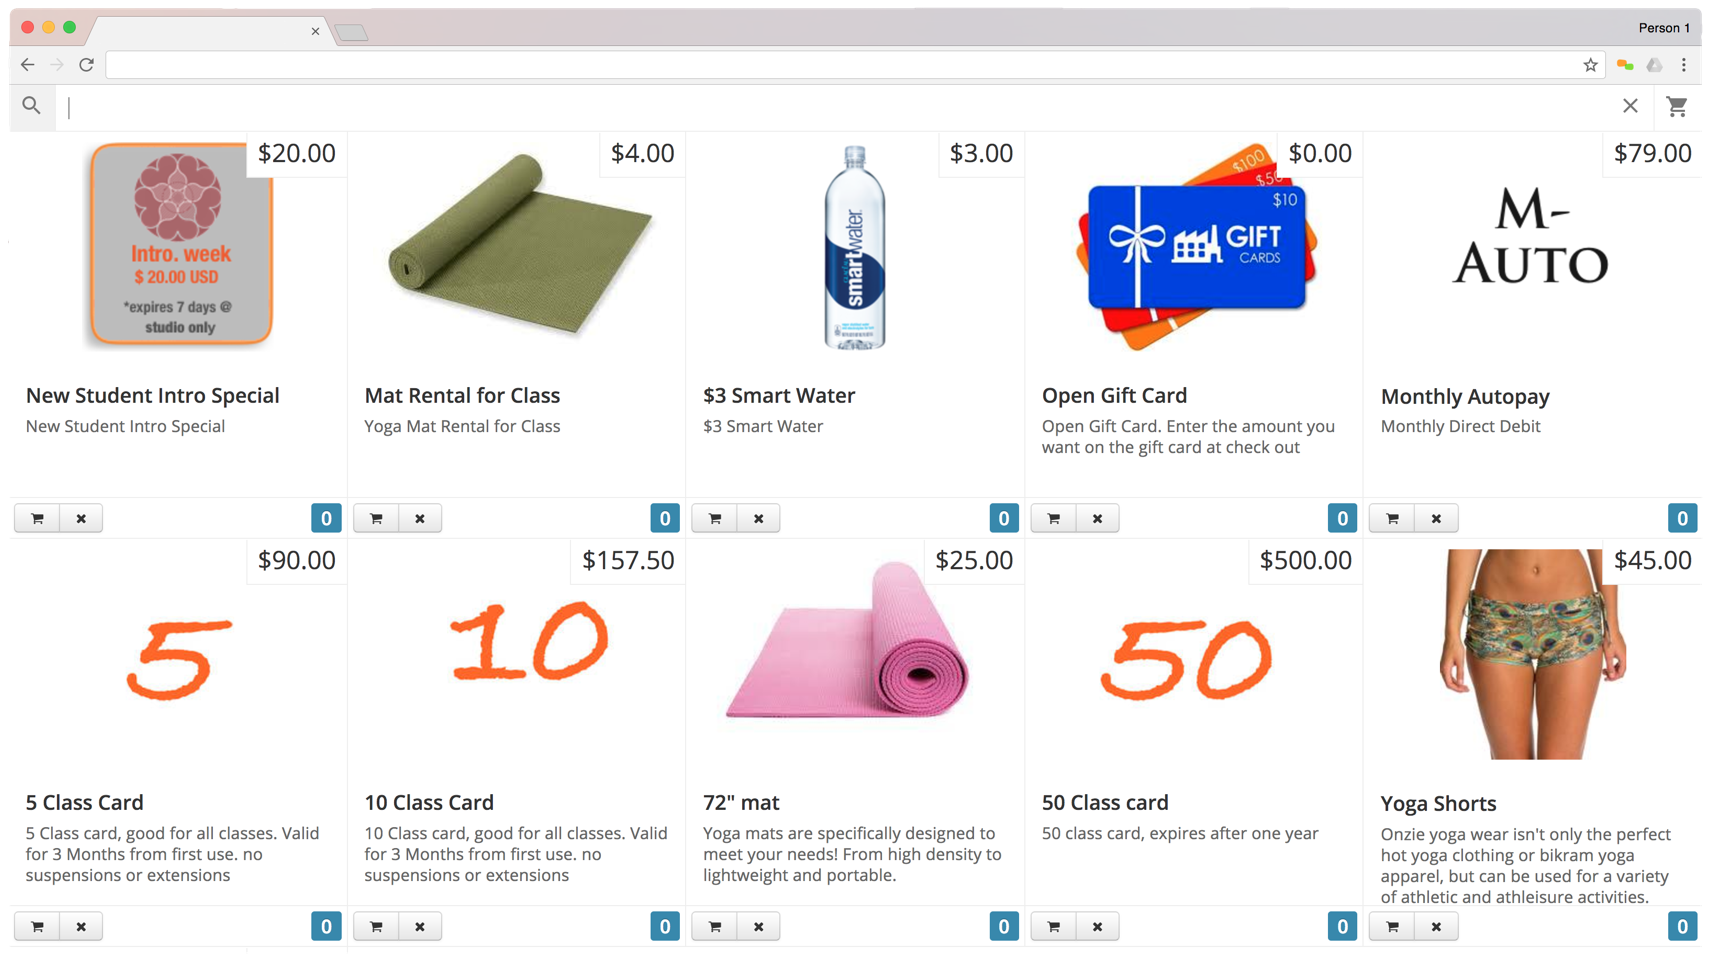 Person 1
$20.00
Intro. week
$ 20.00 USD
*expires 7 days @
studio only
New Student Intro Special
New Student Intro Special
0
$4.00
Mat Rental for Class
Yoga Mat Rental for Class
0
$3.00
smartwater
$3 Smart Water
$3 Smart Water
0
$0.00
$100
$50
$10
GIFT
CARDS
Open Gift Card
Open Gift Card. Enter the amount you
want on the gift card at check out
0
$79.00
M-
AUTO
Monthly Autopay
Monthly Direct Debit
0
$90.00
5
5 Class Card
5 Class card, good for all classes. Valid
for 3 Months from first use. no
suspensions or extensions
0
$157.50
10
10 Class Card
10 Class card, good for all classes. Valid
for 3 Months from first use. no
suspensions or extensions
0
$25.00
72" mat
Yoga mats are specifically designed to
meet your needs! From high density to
lightweight and portable.
0
$500.00
50
50 Class card
50 class card, expires after one year
0
$45.00
Yoga Shorts
Onzie yoga wear isn't only the perfect
hot yoga clothing or bikram yoga
apparel, but can be used for a variety
of athletic and athleisure activities.
0